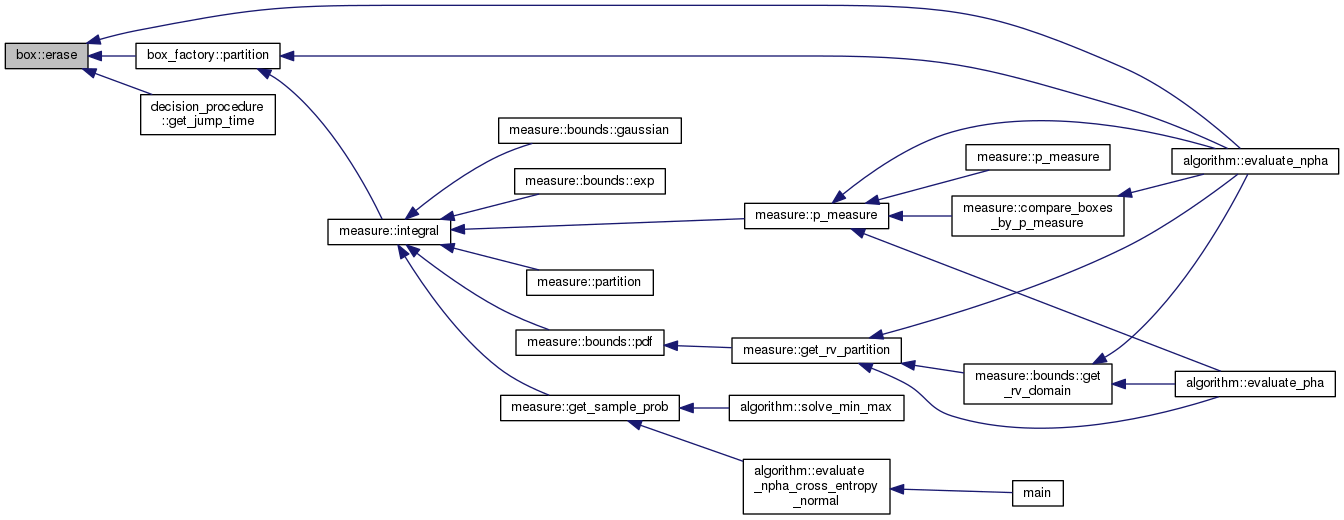 box::erase
box_factory::partition
decision_procedure
::get_jump_time
measure::integral
measure::bounds::gaussian
measure::bounds::exp
measure::partition
measure::bounds::pdf
measure::get_sample_prob
measure::p_measure
measure::get_rv_partition
algorithm::solve_min_max
algorithm::evaluate
_npha_cross_entropy
_normal
measure::p_measure
measure::compare_boxes
_by_p_measure
measure::bounds::get
_rv_domain
main
algorithm::evaluate_npha
algorithm::evaluate_pha